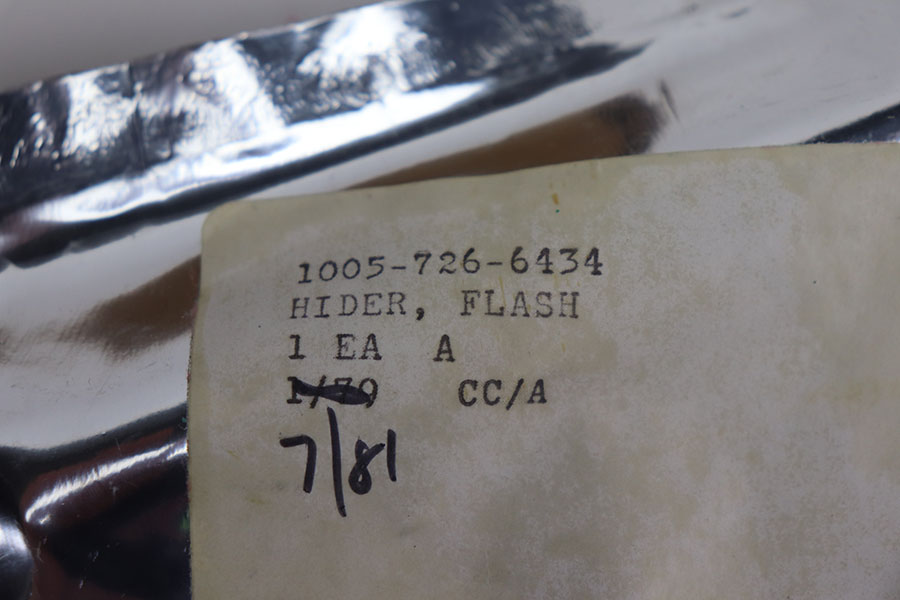 1005-726-6434
HIDER, FLASH
1 EA A
1/79 CC/A
7/81